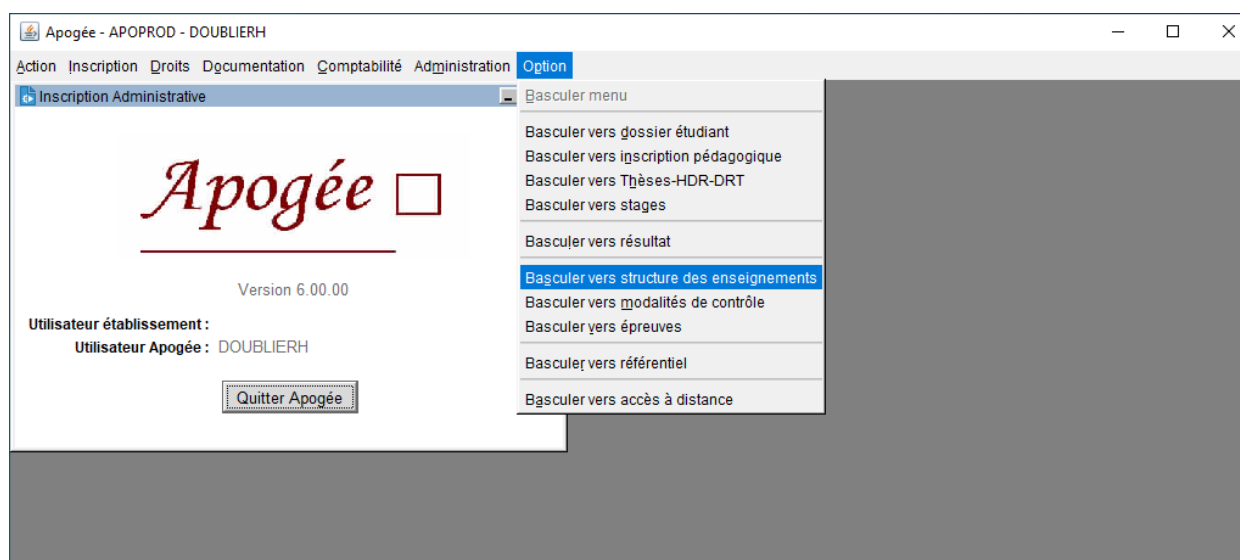 Apogée - APOPROD - DOUBLIERH
Action Inscription Droits Documentation Comptabilité Administration Option
Inscription Administrative
Apogée
Version 6.00.00
Utilisateur établissement :
Utilisateur Apogée : DOUBLIERH
Quitter Apogée
Basculer menu
Basculer vers dossier étudiant
Basculer vers inscription pédagogique
Basculer vers Thèses-HDR-DRT
Basculer vers stages
Basculer vers résultat
Basculer vers structure des enseignements
Basculer vers modalités de contrôle
Basculer vers épreuves
Basculer vers référentiel
Basculer vers accès à distance